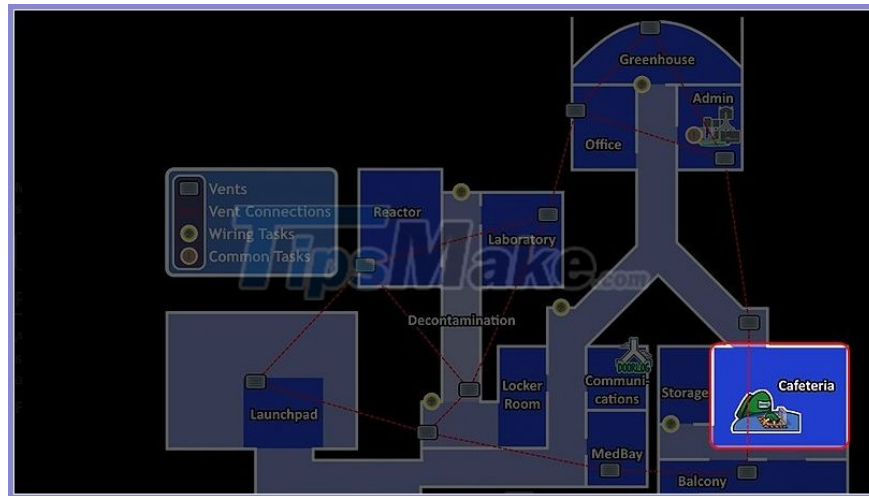 Greenhouse
Admin
Office
Vents
Vent Connections
Wiring Tasks
Common Tasks
Reactor
Laboratory
TipsMake.com
Decontamination
Launchpad
Locker
Room
Communi-
cations
DOORLOG
Storage
Cafeteria
MedBay
Balcony